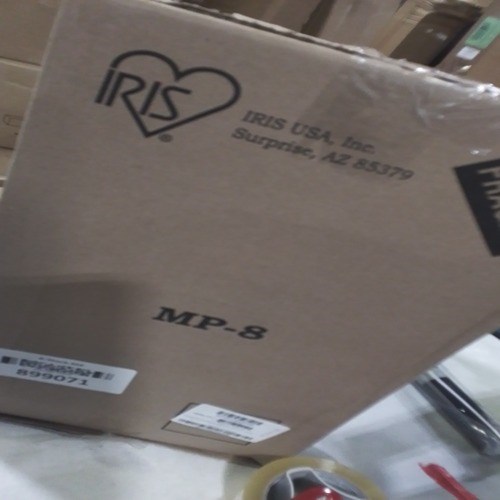 IRIS
®
IRIS USA, Inc.
Surprise, AZ 85379
MP-8
899071